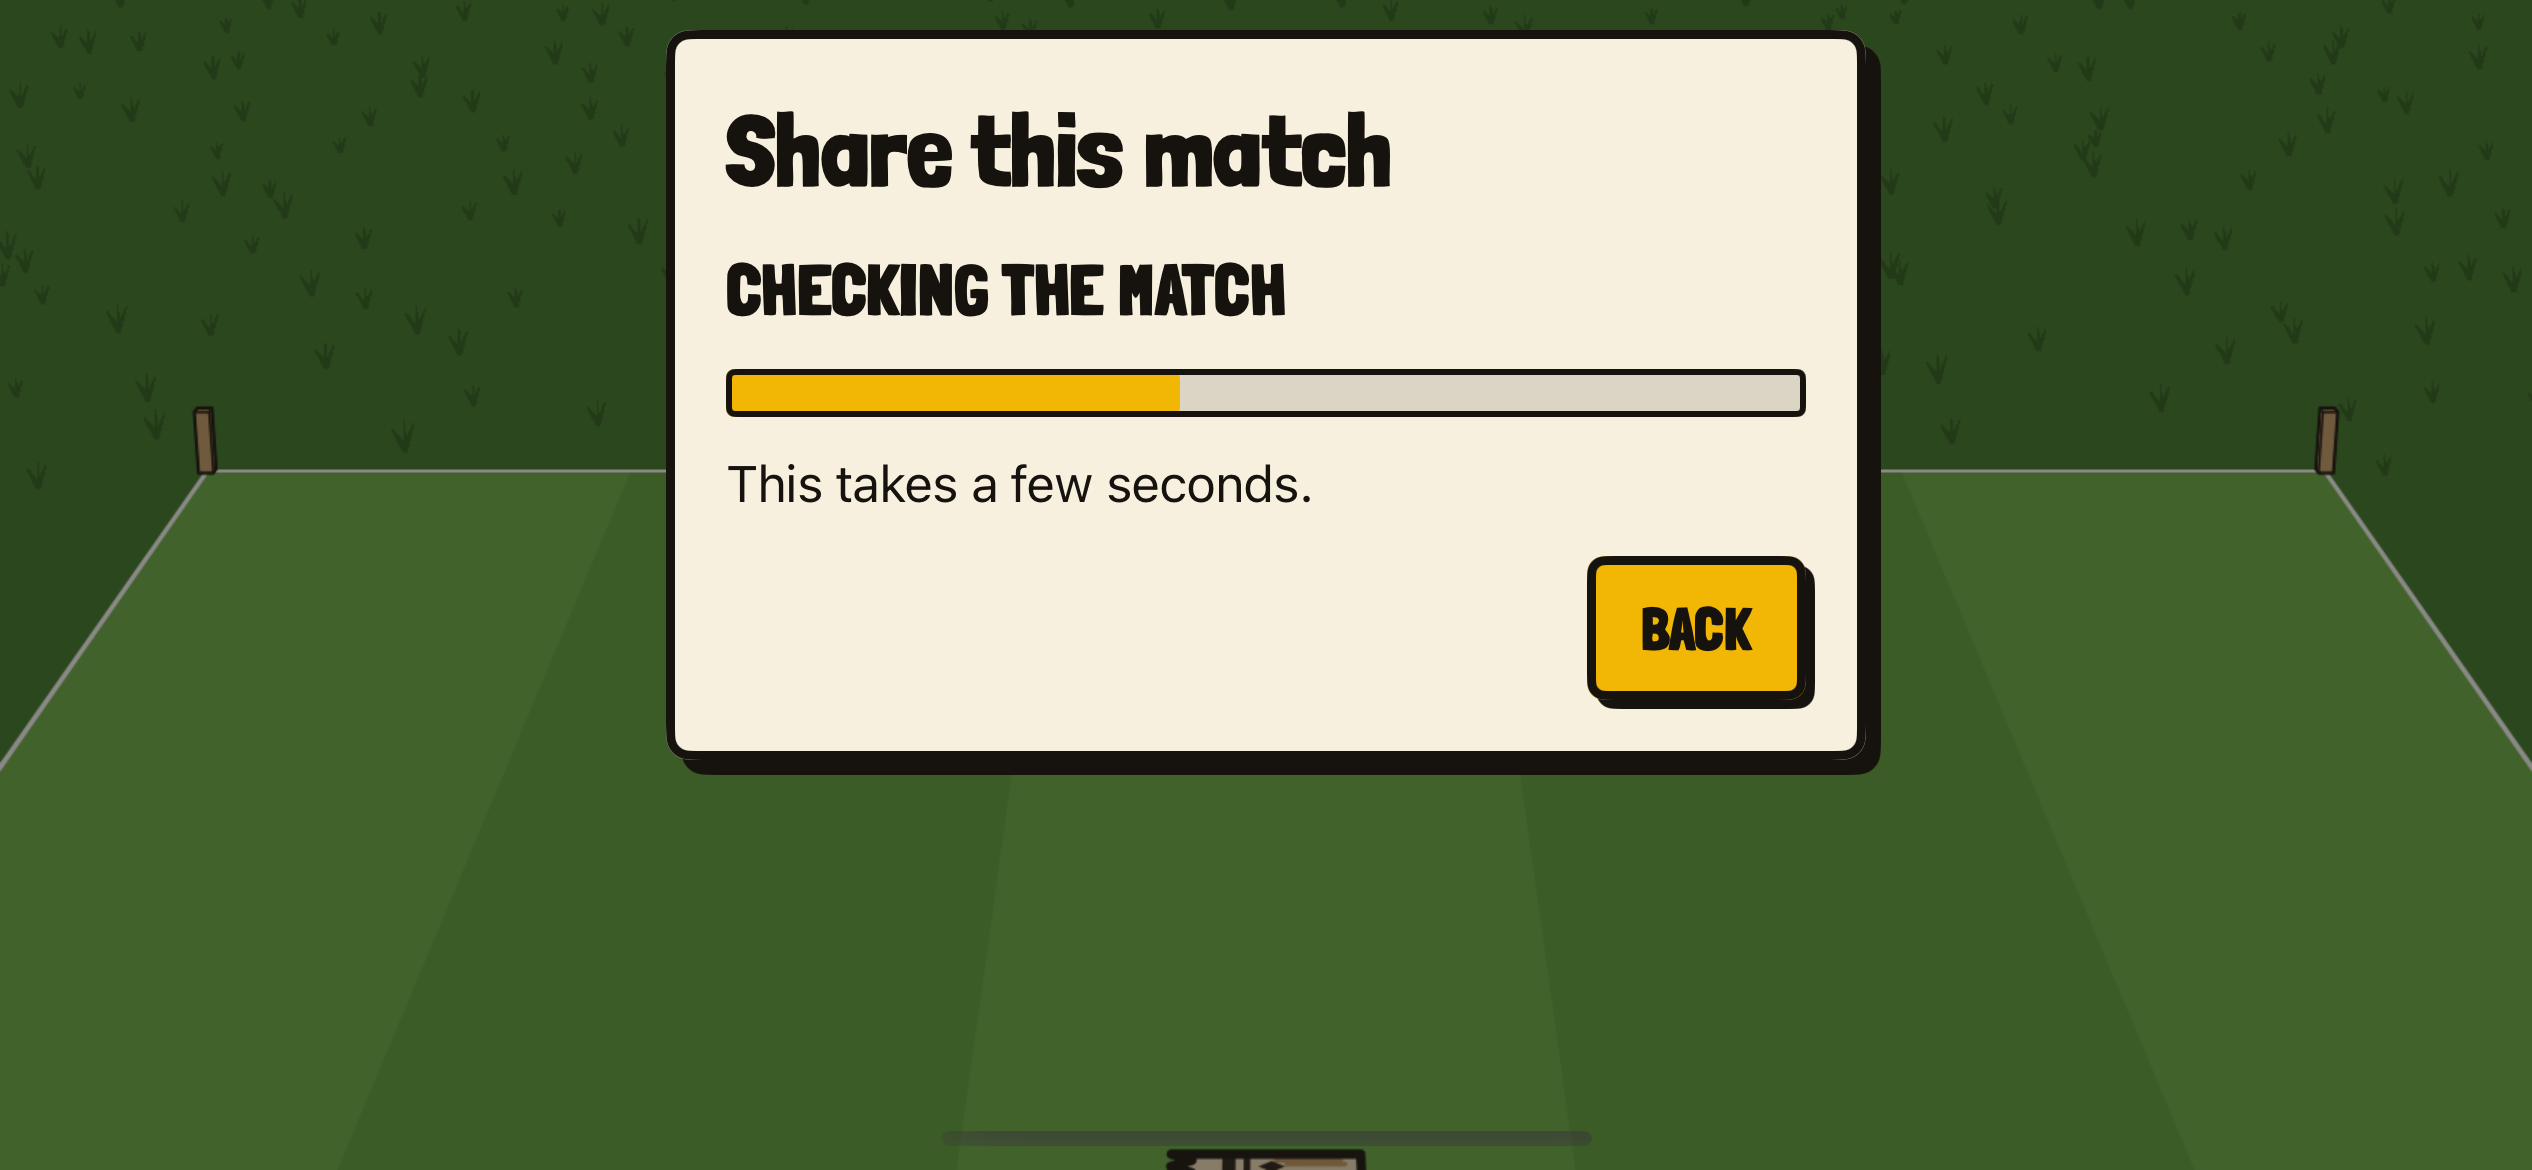 Share this match
CHECKING THE MATCH
This takes a few seconds.
BACK